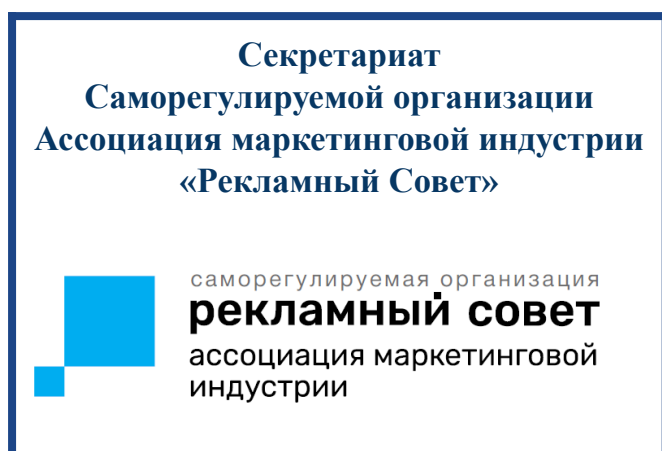 Секретариат
Саморегулируемой организации
Ассоциация маркетинговой индустрии
«Рекламный Совет»
саморегулируемая организация
рекламный совет
ассоциация маркетинговой
индустрии